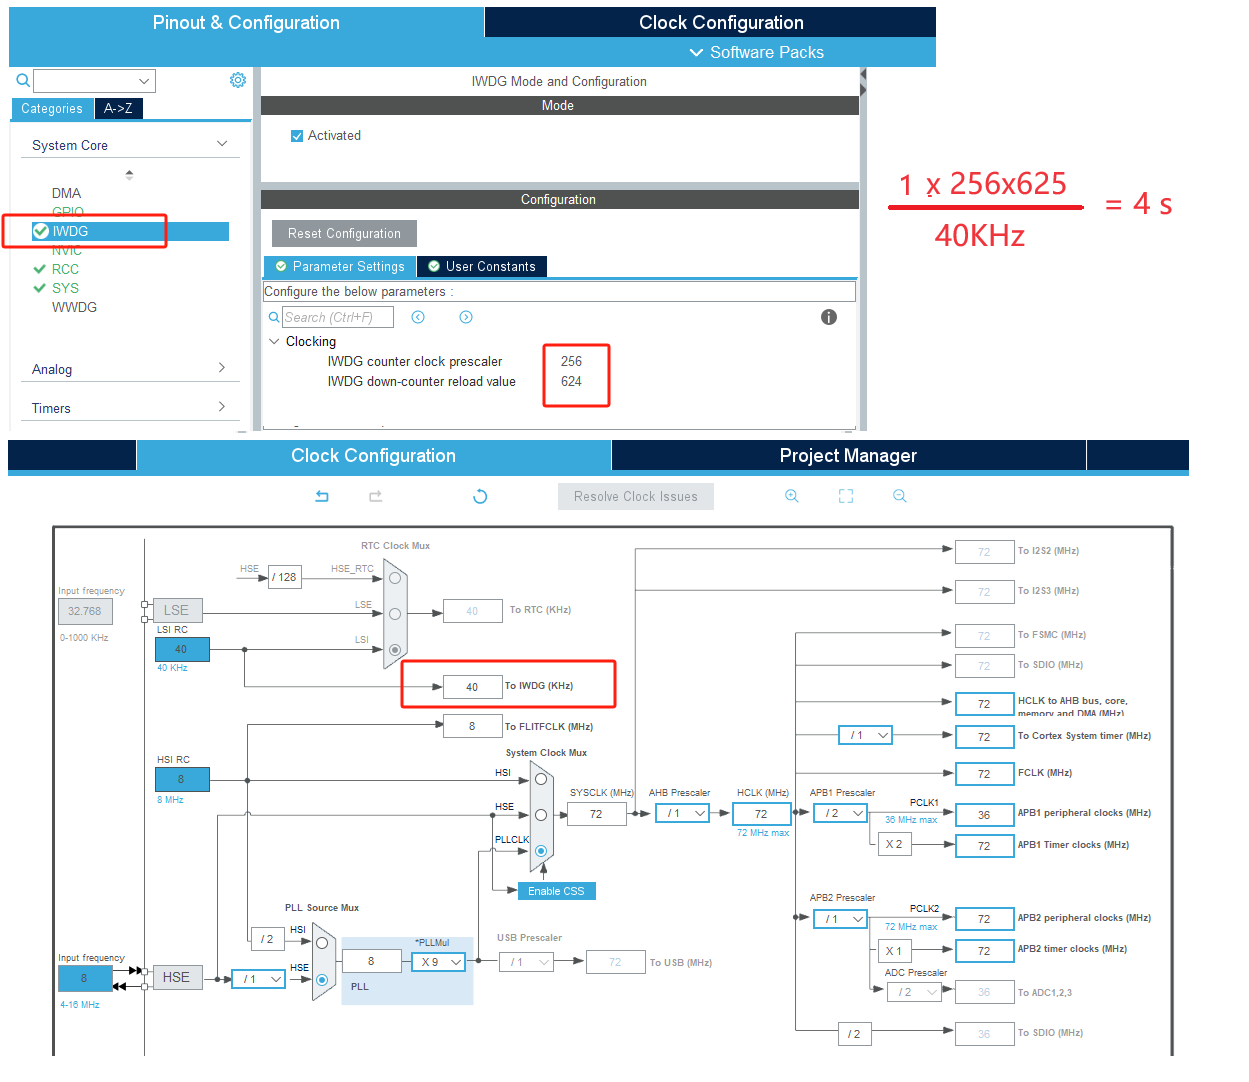 Pinout & Configuration
Clock Configuration
Software Packs
Categories
A->Z
System Core
DMA
GPIO
IWDG
NVIC
RCC
SYS
WWDG
Analog
Timers
IWDG Mode and Configuration
Mode
Activated
Configuration
Reset Configuration
Parameter Settings
User Constants
Configure the below parameters :
Search (Ctrl+F)
Clocking
IWDG counter clock prescaler 256
IWDG down-counter reload value 624
1 x 256x625
40KHz
= 4 s
Clock Configuration
Project Manager
Resolve Clock Issues
RTC Clock Mux
HSE
/ 128
HSE_RTC
Input frequency
32.768
0-1000 KHz
LSE
LSE
40
To RTC (KHz)
LSI RC
40
40 KHz
LSI
40
To IWDG (KHz)
8
To FLITFCLK (MHz)
HSI RC
8
8 MHz
System Clock Mux
HSI
HSE
PLLCLK
Enable CSS
SYSCLK (MHz)
72
AHB Prescaler
/ 1
HCLK (MHz)
72
72 MHz max
72
To I2S2 (MHz)
72
To I2S3 (MHz)
72
To FSMC (MHz)
72
To SDIO (MHz)
72
HCLK to AHB bus, core,
memory and DMA (MHz)
/ 1
72
To Cortex System timer (MHz)
72
FCLK (MHz)
APB1 Prescaler
/ 2
PCLK1
36 MHz max
36
APB1 peripheral clocks (MHz)
X 2
72
APB1 Timer clocks (MHz)
APB2 Prescaler
/ 1
PCLK2
72 MHz max
72
APB2 peripheral clocks (MHz)
X 1
72
APB2 timer clocks (MHz)
ADC Prescaler
/ 2
36
To ADC1,2,3
/ 2
36
To SDIO (MHz)
PLL Source Mux
/ 2
HSI
HSE
Input frequency
8
4-16 MHz
HSE
/ 1
8
*PLLMul
X 9
PLL
USB Prescaler
/ 1
72
To USB (MHz)